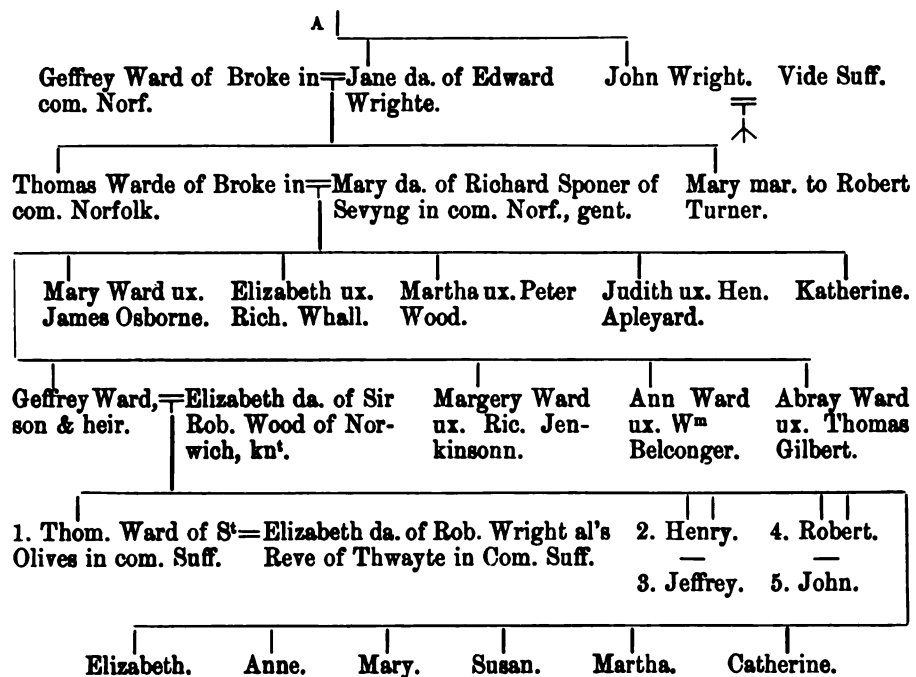 A
Geffrey Ward of Broke in
com. Norf.
Jane da. of Edward
Wrighte.
John Wright. Vide Suff.
Thomas Warde of Broke in
com. Norfolk.
Mary da. of Richard Sponer of
Sevyng in com. Norf., gent.
Mary mar. to Robert
Turner.
Mary Ward ux.
James Osborne.
Elizabeth ux.
Rich. Whall.
Martha ux. Peter
Wood.
Judith ux. Hen.
Apleyard.
Katherine.
Geffrey Ward,
son & heir.
Elizabeth da. of Sir
Rob. Wood of Nor-
wich, knᵗ.
Margery Ward
ux. Ric. Jen-
kinsonn.
Ann Ward
ux. Wᵐ
Belconger.
Abray Ward
ux. Thomas
Gilbert.
1. Thom. Ward of Sᵗ
Olives in com. Suff.
Elizabeth da. of Rob. Wright al's
Reve of Thwayte in Com. Suff.
2. Henry.
3. Jeffrey.
4. Robert.
5. John.
Elizabeth. Anne. Mary. Susan. Martha. Catherine.